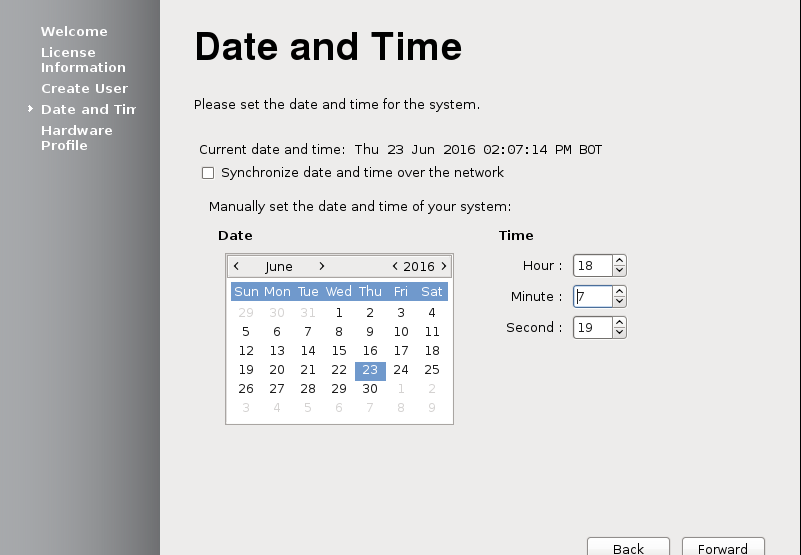 Welcome
License
Information
Create User
Date and Tim
Hardware
Profile
Date and Time
Please set the date and time for the system.
Current date and time: Thu 23 Jun 2016 02:07:14 PM BOT
Synchronize date and time over the network
Manually set the date and time of your system:
Date
< June > < 2016 >
Sun Mon Tue Wed Thu Fri Sat
29 30 31 1 2 3 4
5 6 7 8 9 10 11
12 13 14 15 16 17 18
19 20 21 22 23 24 25
26 27 28 29 30 1 2
3 4 5 6 7 8 9
Time
Hour : 18
Minute : 7
Second : 19
Back Forward